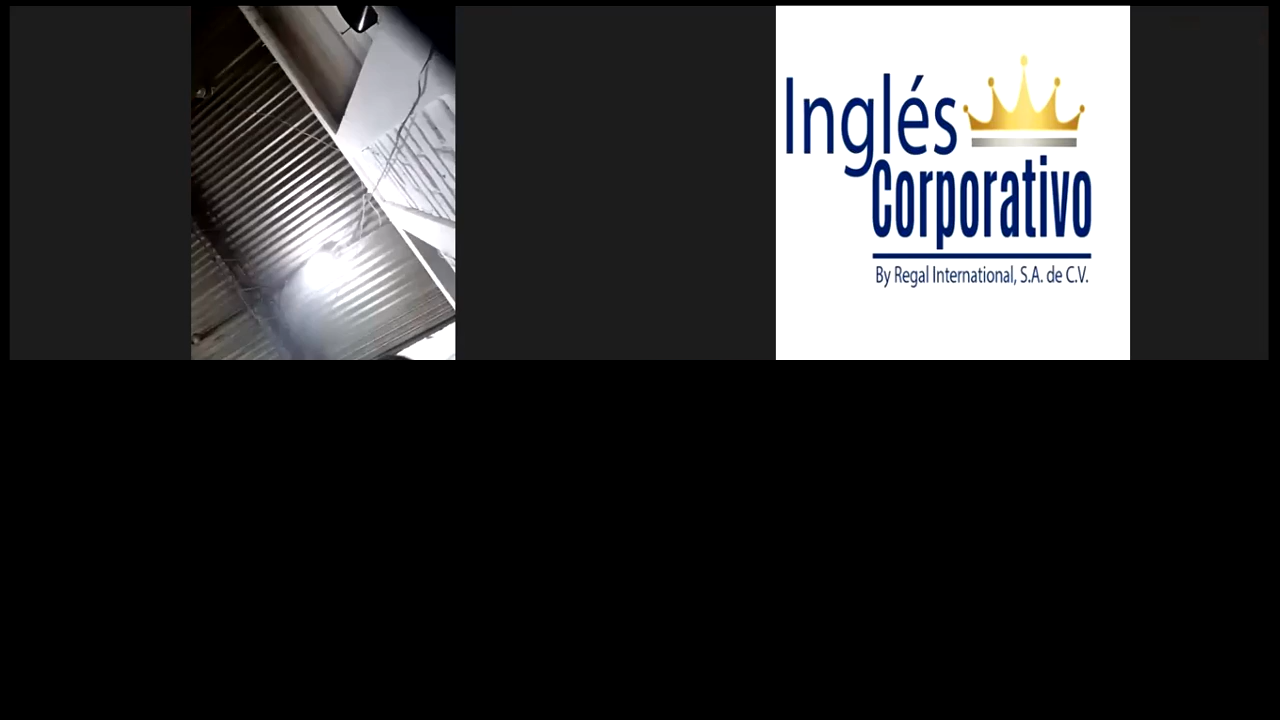 Inglés
Corporativo
By Regal International, S.A. de C.V.